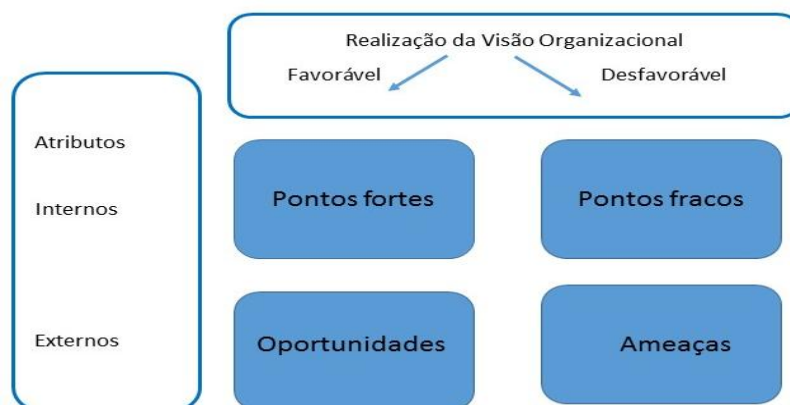 Realização da Visão Organizacional
Favorável
Desfavorável
Atributos
Internos
Pontos fortes
Pontos fracos
Externos
Oportunidades
Ameaças